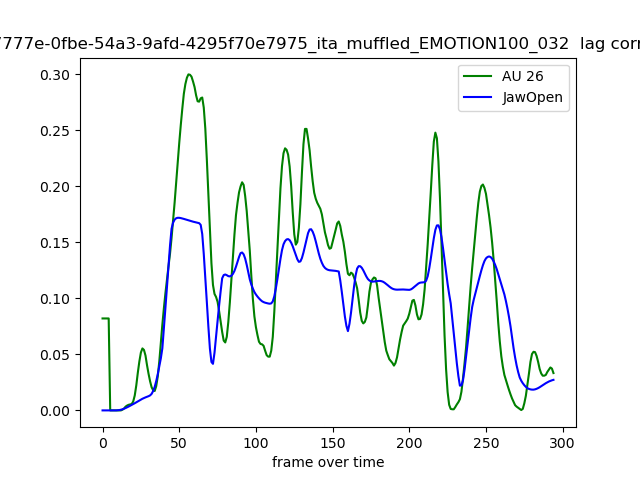 7777e-0fbe-54a3-9afd-4295f70e7975_ita_muffled_EMOTION100_032 lag corr
AU 26
JawOpen
0.30
0.25
0.20
0.15
0.10
0.05
0.00
0 50 100 150 200 250 300
frame over time